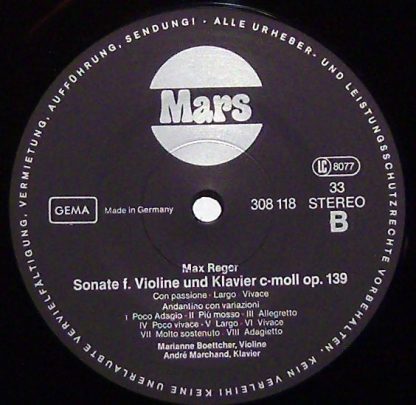 ALLE URHEBER- UND LEISTUNGSSCHUTZRECHTE VORBEHALTEN. KEIN VERLEIH! KEINE UNERLAUBTE VERVIELFÄLTIGUNG, VERMIETUNG, AUFFÜHRUNG, SENDUNG! ·
Mars
LC 8077
33
GEMA Made in Germany 308 118 STEREO
B
Max Reger
Sonate f. Violine und Klavier c-moll op. 139
Con passione · Largo · Vivace
Andantino con variazioni
I Poco Adagio · II Più mosso · III Allegretto
IV Poco vivace · V Largo · VI Vivace
VII Molto sostenuto · VIII Adagietto
Marianne Boettcher, Violine
André Marchand, Klavier